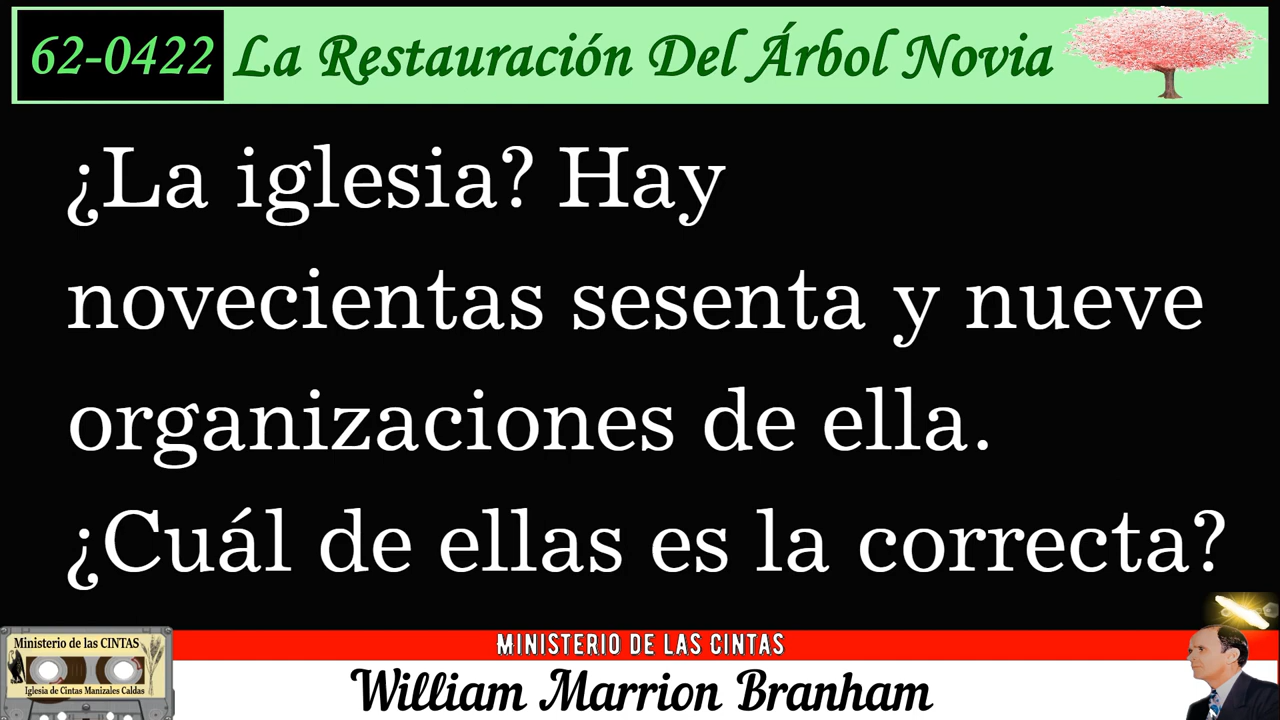 62-0422 La Restauración Del Árbol Novia
¿La iglesia? Hay
novecientas sesenta y nueve
organizaciones de ella.
¿Cuál de ellas es la correcta?
MINISTERIO DE LAS CINTAS
Ministerio de las CINTAS
Iglesia de Cintas Manizales Caldas
William Marrion Branham